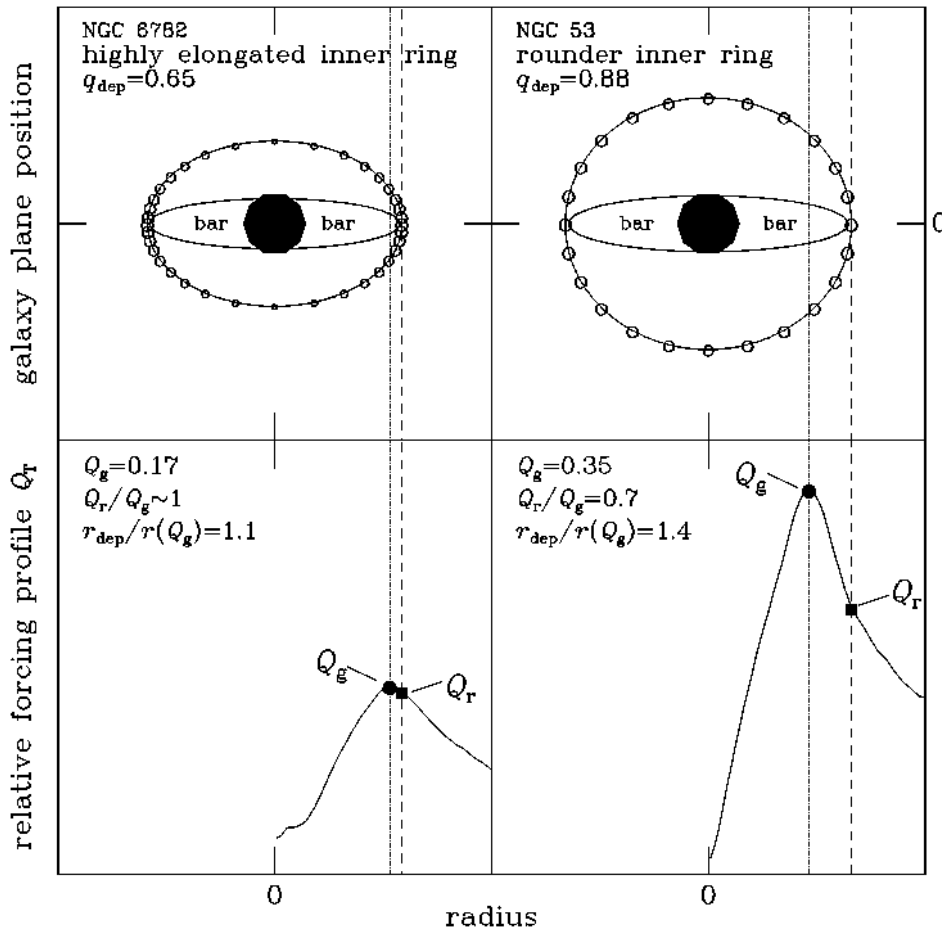 NGC 6782
highly elongated inner ring
q_dep=0.65
NGC 53
rounder inner ring
q_dep=0.88
galaxy plane position
bar bar
bar bar
0
Q_g=0.17
Q_r/Q_g~1
r_dep/r(Q_g)=1.1
Q_g=0.35
Q_r/Q_g=0.7
r_dep/r(Q_g)=1.4
relative forcing profile Q_T
Q_g
Q_r
Q_g
Q_r
0
0
radius